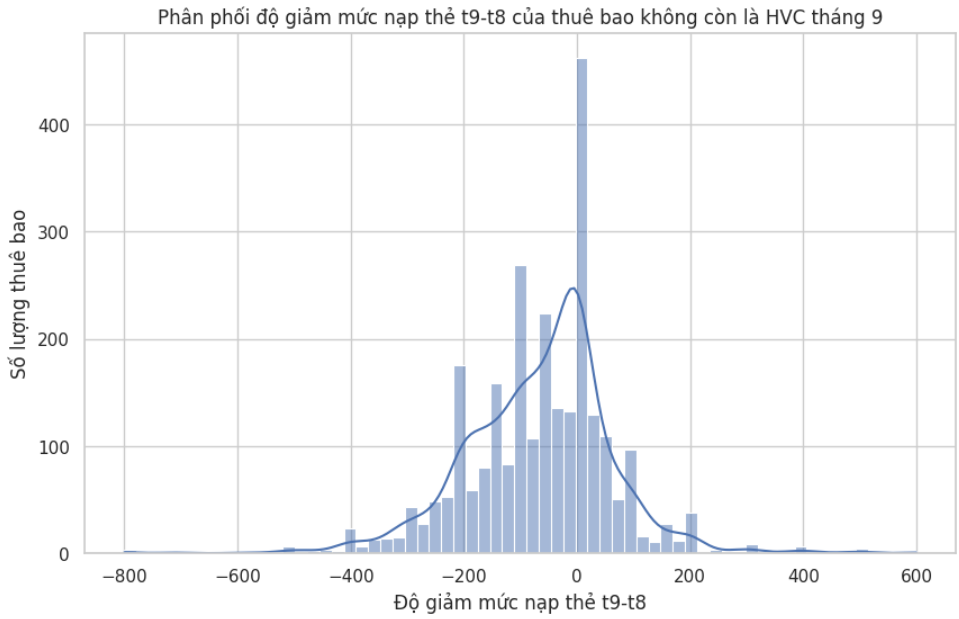 Phân phối độ giảm mức nạp thẻ t9-t8 của thuê bao không còn là HVC tháng 9
Số lượng thuê bao
400
300
200
100
0
−800 −600 −400 −200 0 200 400 600
Độ giảm mức nạp thẻ t9-t8